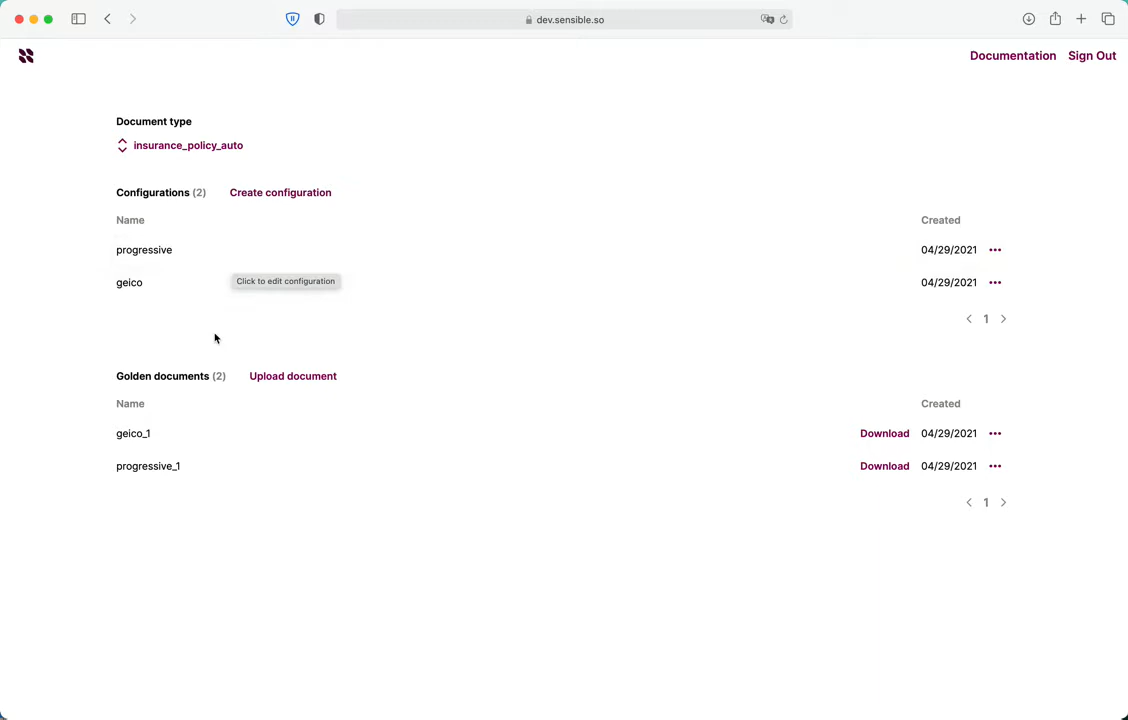 dev.sensible.so
Documentation Sign Out
Document type
insurance_policy_auto
Configurations (2) Create configuration
Name Created
progressive 04/29/2021
geico Click to edit configuration 04/29/2021
1
Golden documents (2) Upload document
Name Created
geico_1 Download 04/29/2021
progressive_1 Download 04/29/2021
1